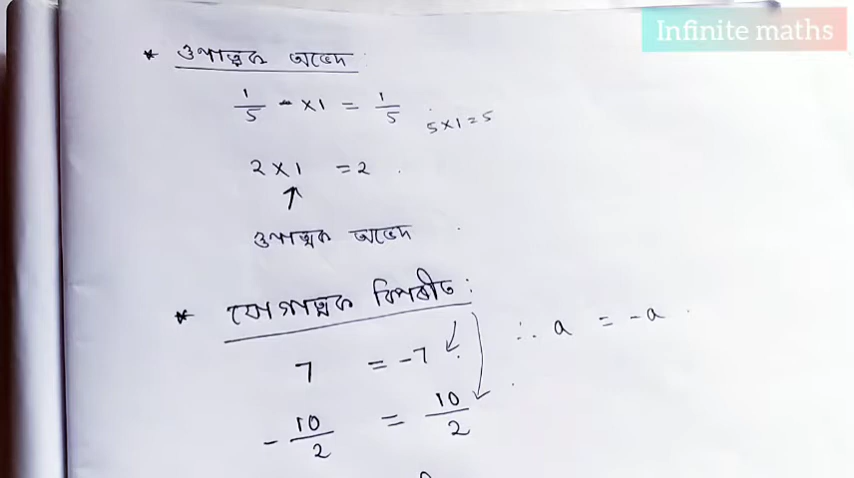 Infinite maths
* গুণাত্মক অভেদ :
1/5 - ×1 = 1/5
5×1=5
2×1 = 2
↑
গুণাত্মক অভেদ
* যোগাত্মক বিপৰীত :
7 = -7
∴ a = -a
- 10/2 = 10/2